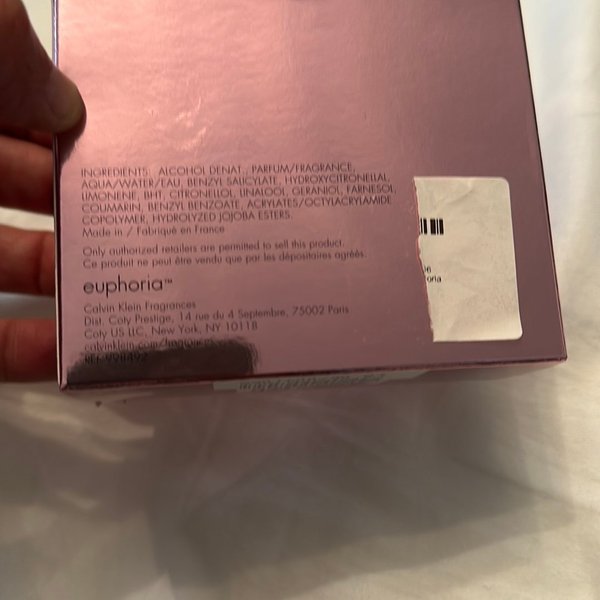 INGREDIENTS: ALCOHOL DENAT., PARFUM/FRAGRANCE,
AQUA/WATER/EAU, BENZYL SALICYLATE, HYDROXYCITRONELLAL,
LIMONENE, BHT, CITRONELLOL, LINALOOL, GERANIOL, FARNESOL,
COUMARIN, BENZYL BENZOATE, ACRYLATES/OCTYLACRYLAMIDE
COPOLYMER, HYDROLYZED JOJOBA ESTERS.
Made in / Fabriqué en France
Only authorized retailers are permitted to sell this product.
Ce produit ne peut être vendu que par les dépositaires agréés.
euphoria™
Calvin Klein Fragrances
Dist. Coty Prestige, 14 rue du 4 Septembre, 75002 Paris
Coty US LLC, New York, NY 10118
calvinklein.com/fragrances